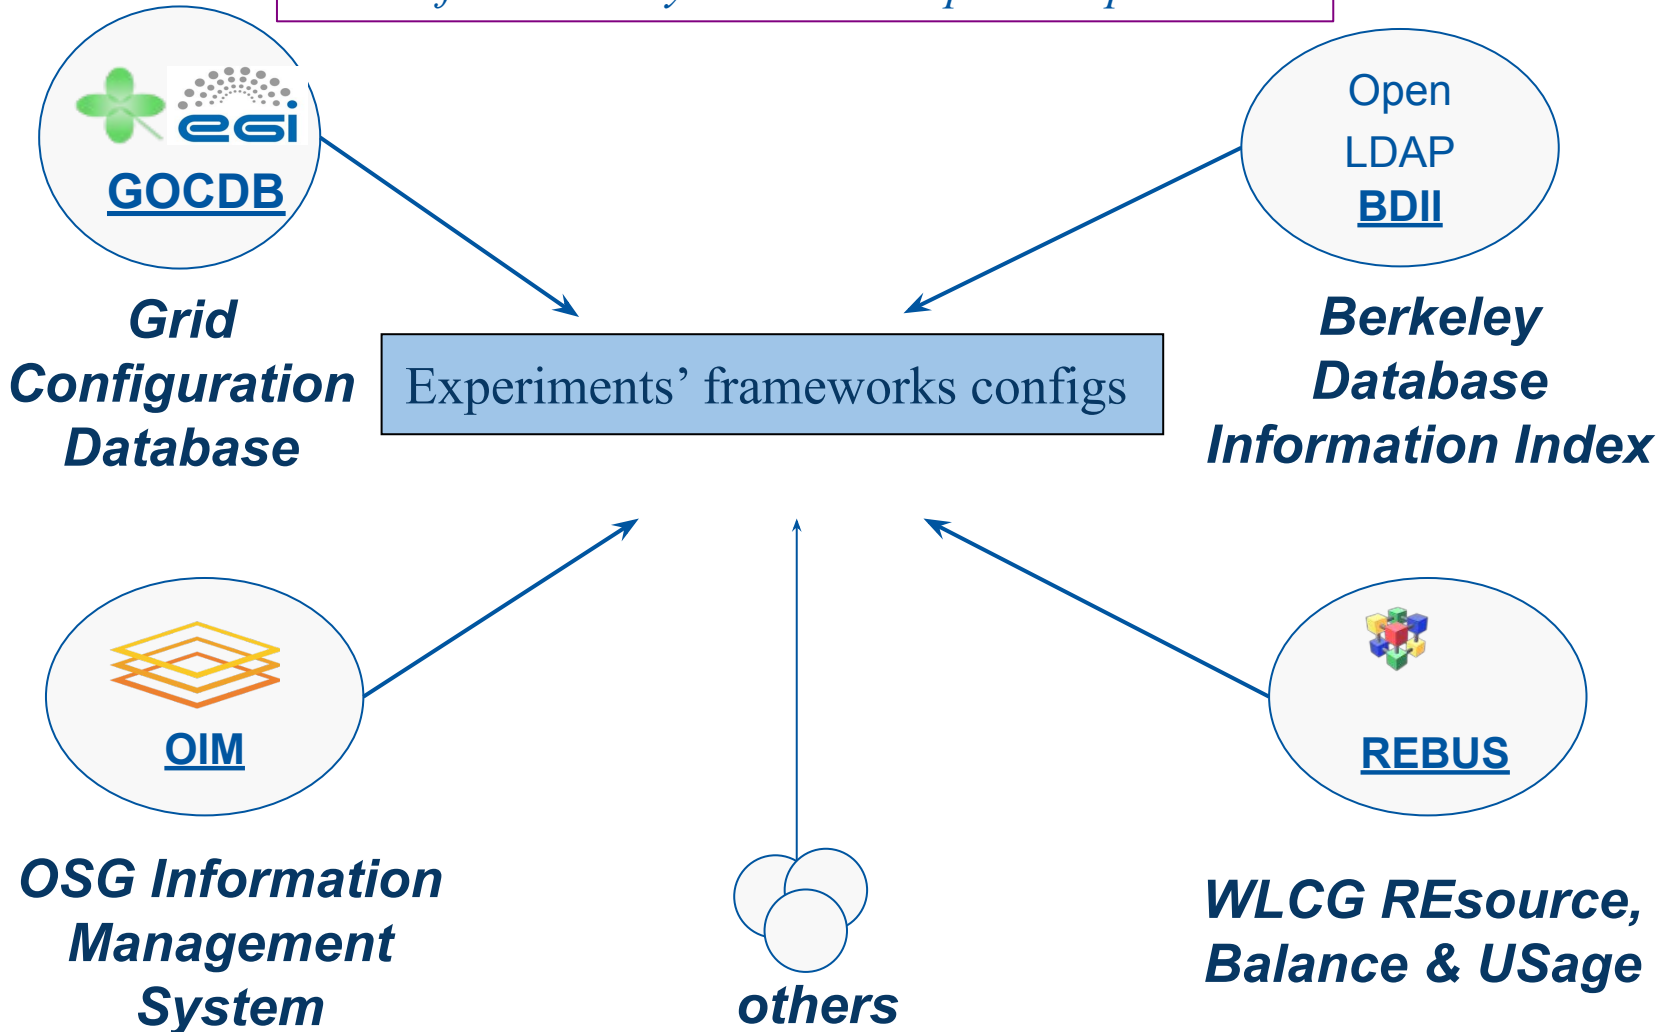 egi
GOCDB
Grid
Configuration
Database
Open
LDAP
BDII
Berkeley
Database
Information Index
Experiments’ frameworks configs
OIM
OSG Information
Management
System
others
REBUS
WLCG REsource,
Balance & USage